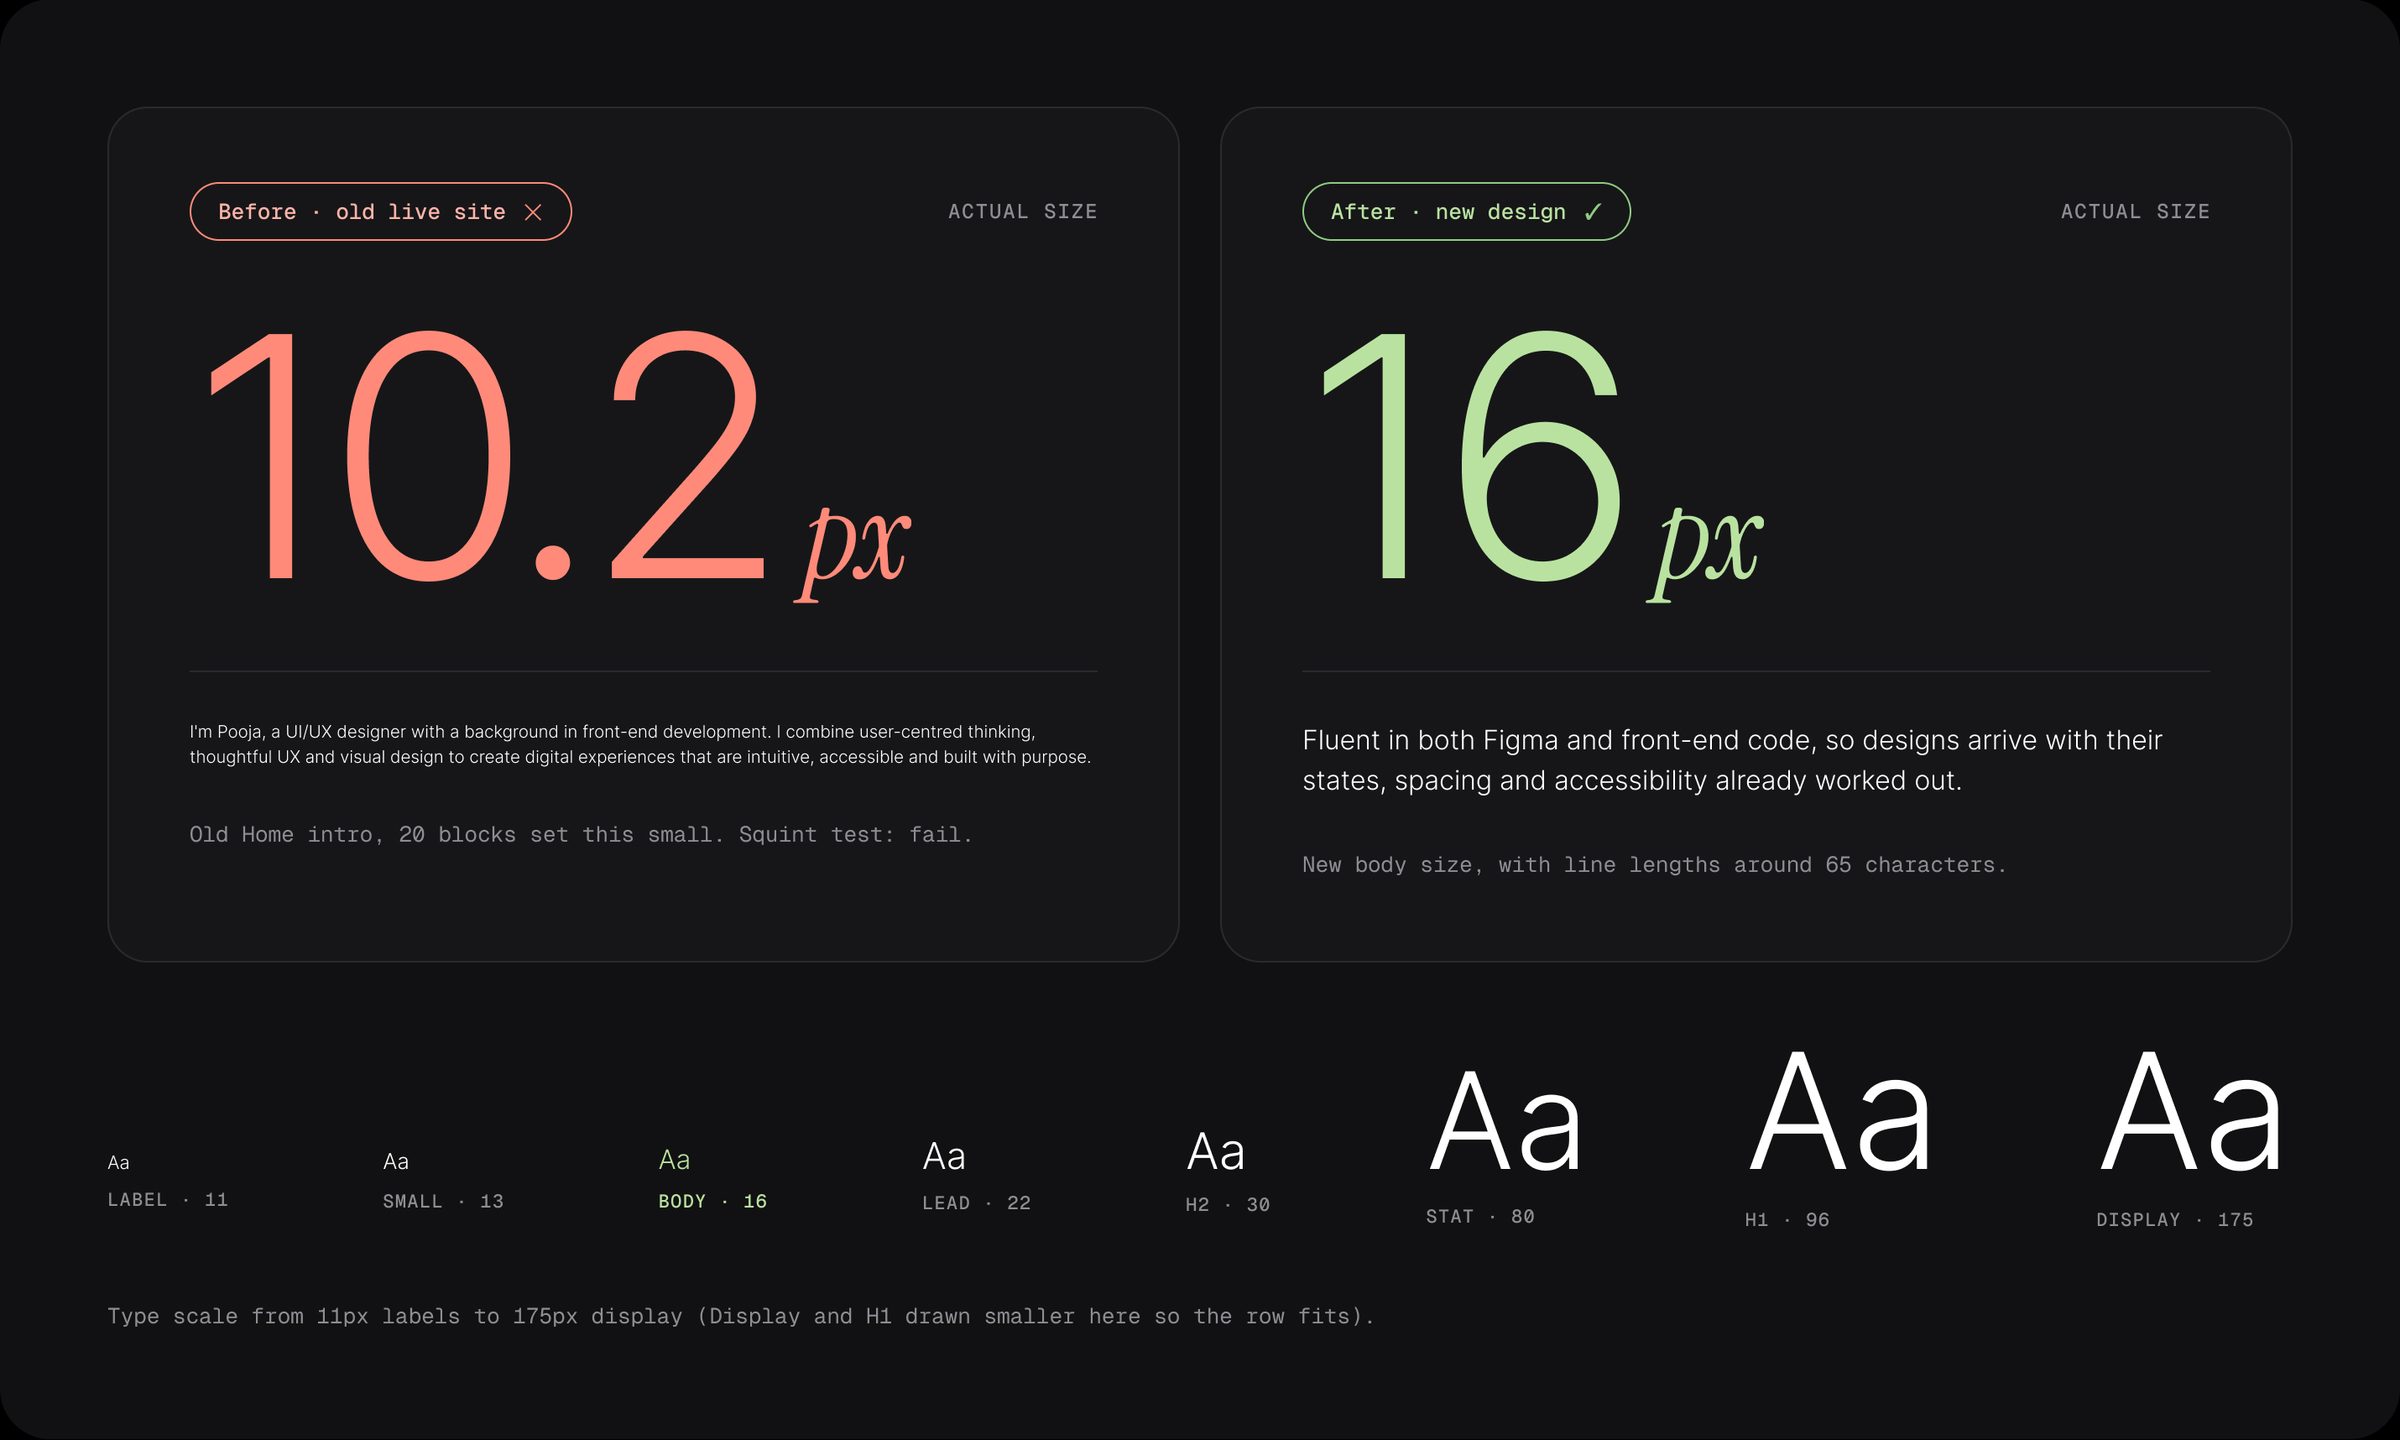 Before · old live site ×
ACTUAL SIZE
10.2 px
I'm Pooja, a UI/UX designer with a background in front-end development. I combine user-centred thinking,
thoughtful UX and visual design to create digital experiences that are intuitive, accessible and built with purpose.
Old Home intro, 20 blocks set this small. Squint test: fail.
After · new design ✓
ACTUAL SIZE
16 px
Fluent in both Figma and front-end code, so designs arrive with their
states, spacing and accessibility already worked out.
New body size, with line lengths around 65 characters.
Aa
LABEL · 11
Aa
SMALL · 13
Aa
BODY · 16
Aa
LEAD · 22
Aa
H2 · 30
Aa
STAT · 80
Aa
H1 · 96
Aa
DISPLAY · 175
Type scale from 11px labels to 175px display (Display and H1 drawn smaller here so the row fits).